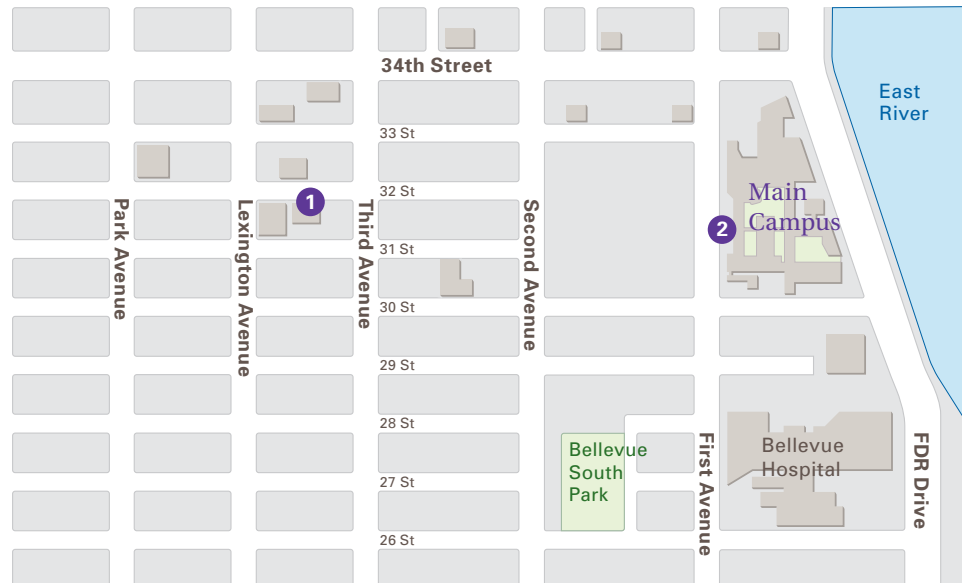 34th Street
East
River
33 St
32 St
1
Main
Campus
2
Park Avenue
Lexington Avenue
Third Avenue
Second Avenue
31 St
30 St
29 St
28 St
Bellevue
South
Park
First Avenue
Bellevue
Hospital
FDR Drive
27 St
26 St